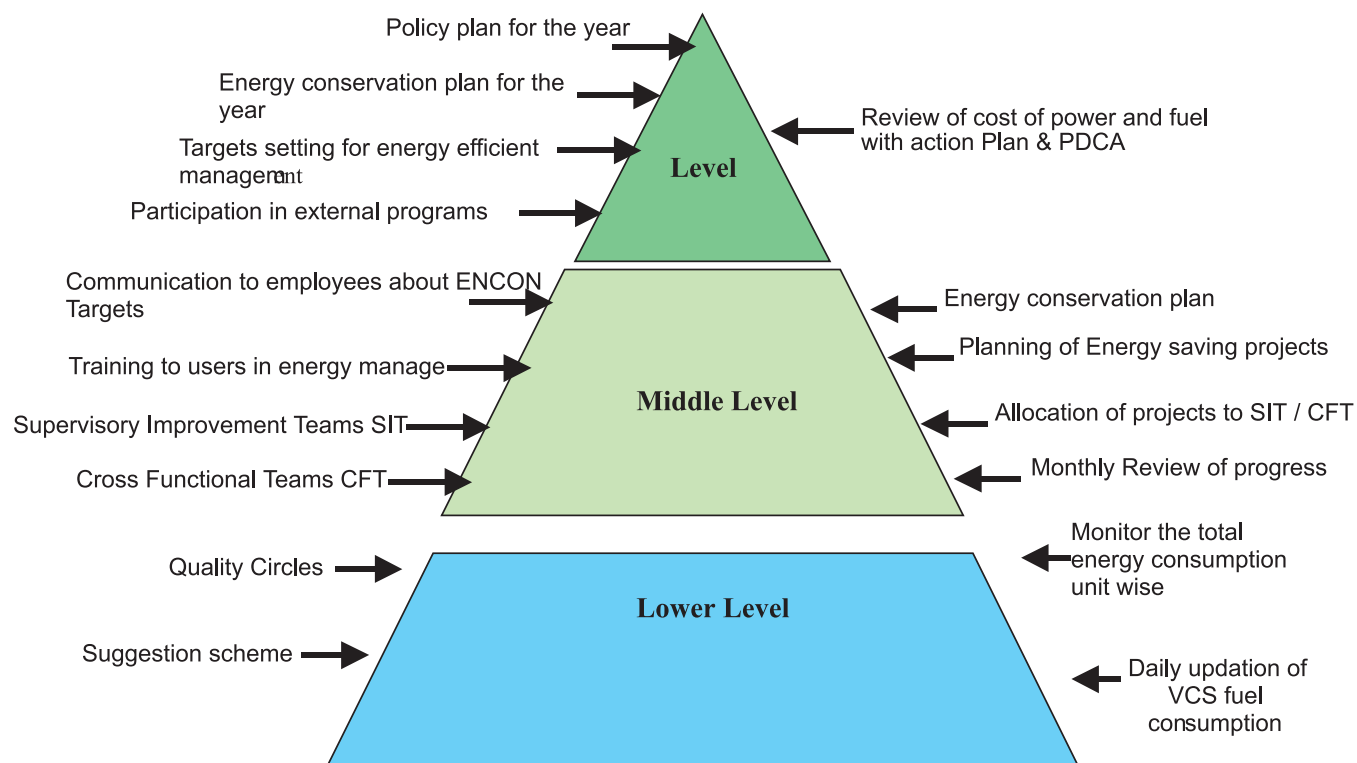 Policy plan for the year
Energy conservation plan for the
year
Targets setting for energy efficient
management
Participation in external programs
Review of cost of power and fuel
with action Plan & PDCA
Level
Communication to employees about ENCON
Targets
Training to users in energy manage
Supervisory Improvement Teams SIT
Cross Functional Teams CFT
Middle Level
Energy conservation plan
Planning of Energy saving projects
Allocation of projects to SIT / CFT
Monthly Review of progress
Quality Circles
Suggestion scheme
Lower Level
Monitor the total
energy consumption
unit wise
Daily updation of
VCS fuel
consumption